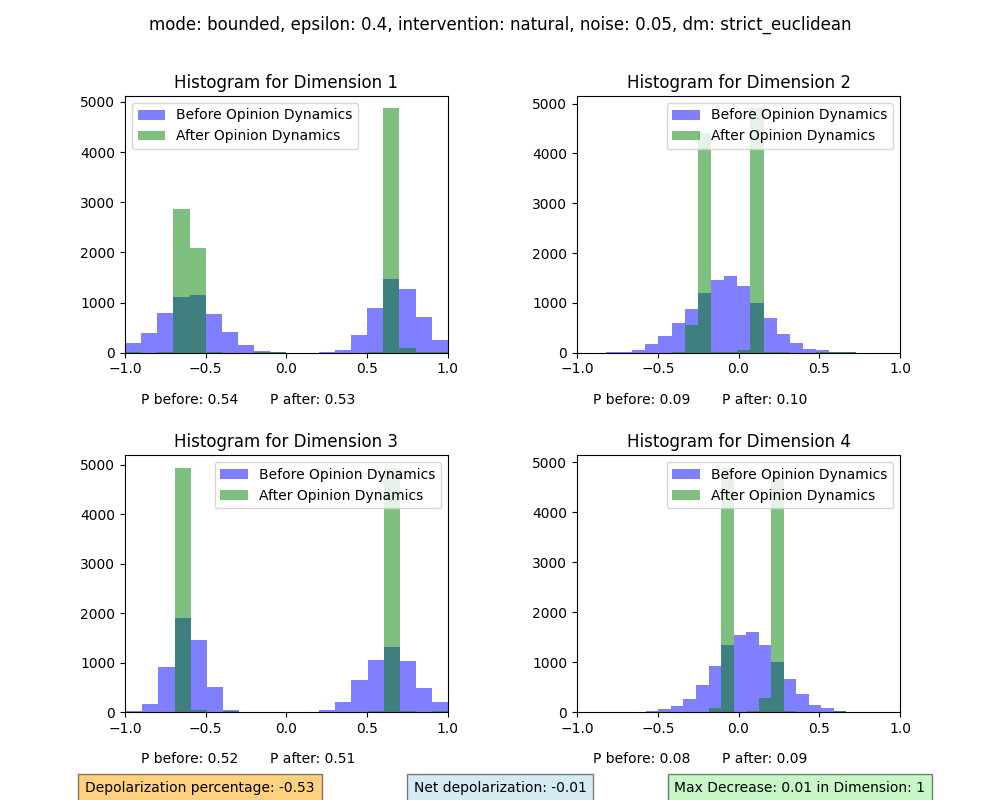 mode: bounded, epsilon: 0.4, intervention: natural, noise: 0.05, dm: strict_euclidean
Histogram for Dimension 1
Before Opinion Dynamics
After Opinion Dynamics
5000
4000
3000
2000
1000
0
−1.0 −0.5 0.0 0.5 1.0
P before: 0.54 P after: 0.53
Histogram for Dimension 2
Before Opinion Dynamics
After Opinion Dynamics
5000
4000
3000
2000
1000
0
−1.0 −0.5 0.0 0.5 1.0
P before: 0.09 P after: 0.10
Histogram for Dimension 3
Before Opinion Dynamics
After Opinion Dynamics
5000
4000
3000
2000
1000
0
−1.0 −0.5 0.0 0.5 1.0
P before: 0.52 P after: 0.51
Histogram for Dimension 4
Before Opinion Dynamics
After Opinion Dynamics
5000
4000
3000
2000
1000
0
−1.0 −0.5 0.0 0.5 1.0
P before: 0.08 P after: 0.09
Depolarization percentage: -0.53
Net depolarization: -0.01
Max Decrease: 0.01 in Dimension: 1